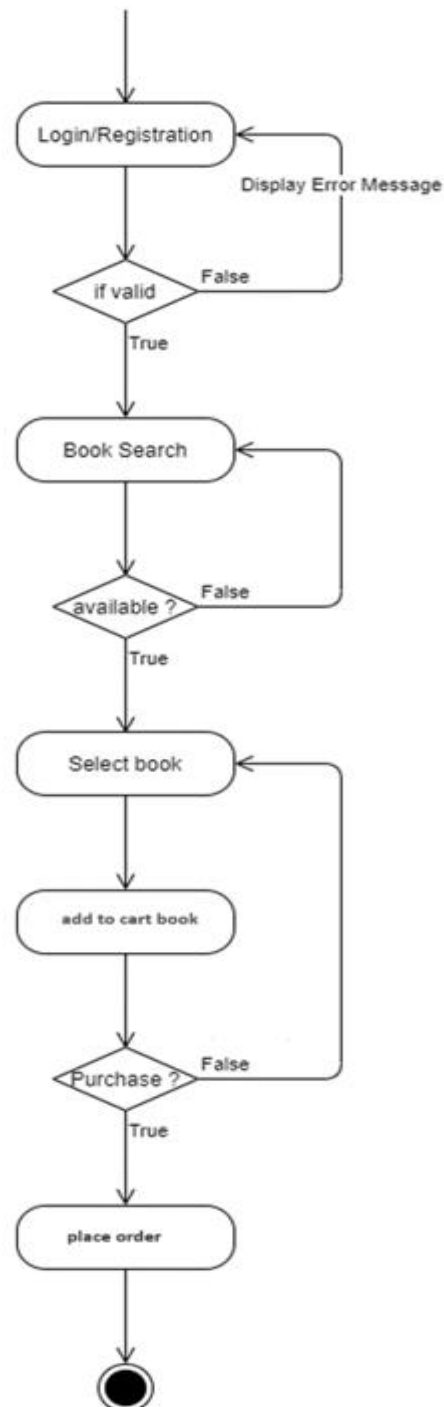 Login/Registration
Display Error Message
if valid
False
True
Book Search
available ?
False
True
Select book
add to cart book
Purchase ?
False
True
place order